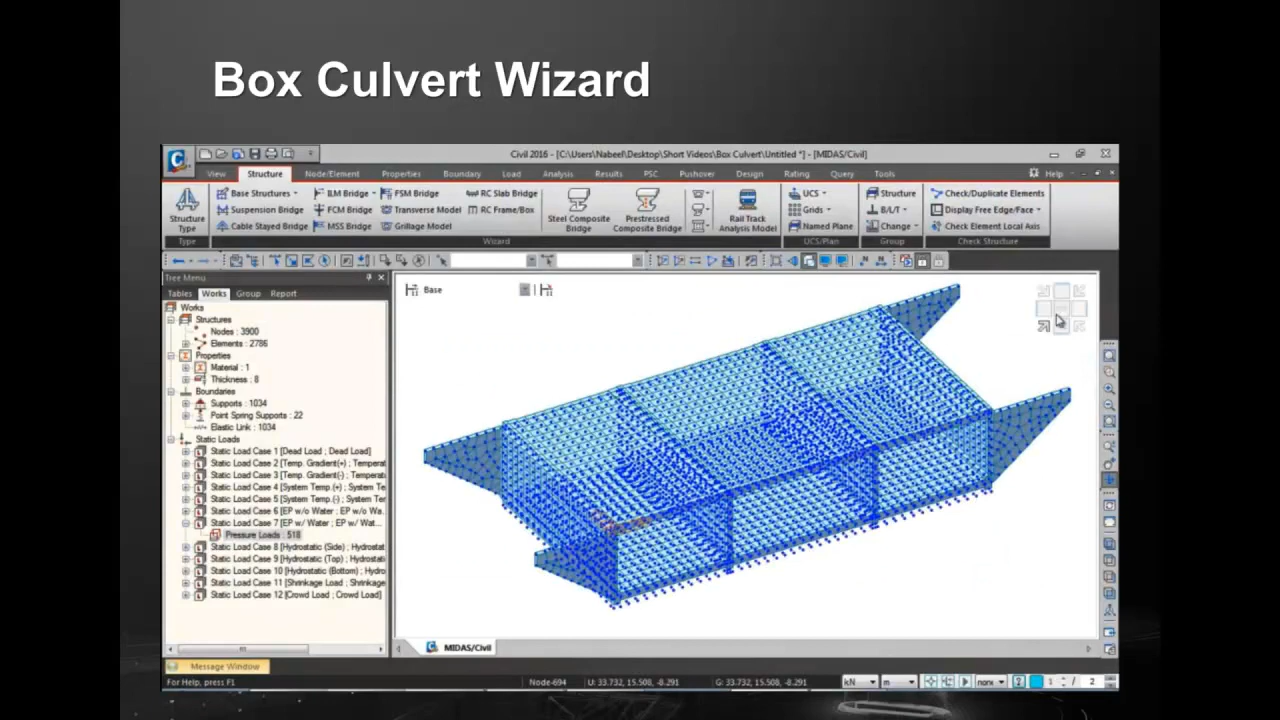 Box Culvert Wizard
Civil 2016 - [C:\Users\Nabeel\Desktop\Short Videos\Box Culvert\Untitled *] - [MIDAS/Civil]
View Structure Node/Element Properties Boundary Load Analysis Results PSC Pushover Design Rating Query Tools Help
Base Structures ILM Bridge FSM Bridge RC Slab Bridge UCS Structure Check/Duplicate Elements
Structure Type Suspension Bridge FCM Bridge Transverse Model RC Frame/Box Steel Composite Bridge Prestressed Composite Bridge Rail Track Analysis Model Grids B/L/T Display Free Edge/Face
Cable Stayed Bridge MSS Bridge Grillage Model Named Plane Change Check Element Local Axis
Type Wizard UCS/Plan Group Check Structure
Tree Menu
Tables Works Group Report
Base
Works
Structures
Nodes : 3900
Elements : 2786
Properties
Material : 1
Thickness : 8
Boundaries
Supports : 1034
Point Spring Supports : 22
Elastic Link : 1034
Static Loads
Static Load Case 1 [Dead Load ; Dead Load]
Static Load Case 2 [Temp. Gradient(+) ; Temperat
Static Load Case 3 [Temp. Gradient(-) ; Temperat
Static Load Case 4 [System Temp.(+) ; System Te
Static Load Case 5 [System Temp.(-) ; System Te
Static Load Case 6 [EP w/o Water ; EP w/o Wa..
Static Load Case 7 [EP w/ Water ; EP w/ Wat...
Pressure Loads : 518
Static Load Case 8 [Hydrostatic (Side) ; Hydrostat
Static Load Case 9 [Hydrostatic (Top) ; Hydrostati
Static Load Case 10 [Hydrostatic (Bottom) ; Hydro
Static Load Case 11 [Shrinkage Load ; Shrinkage
Static Load Case 12 [Crowd Load ; Crowd Load]
MIDAS/Civil
Message Window
For Help, press F1 Node-694 U: 33.732, 15.508, -8.291 G: 33.732, 15.508, -8.291 kN m 1 / 2